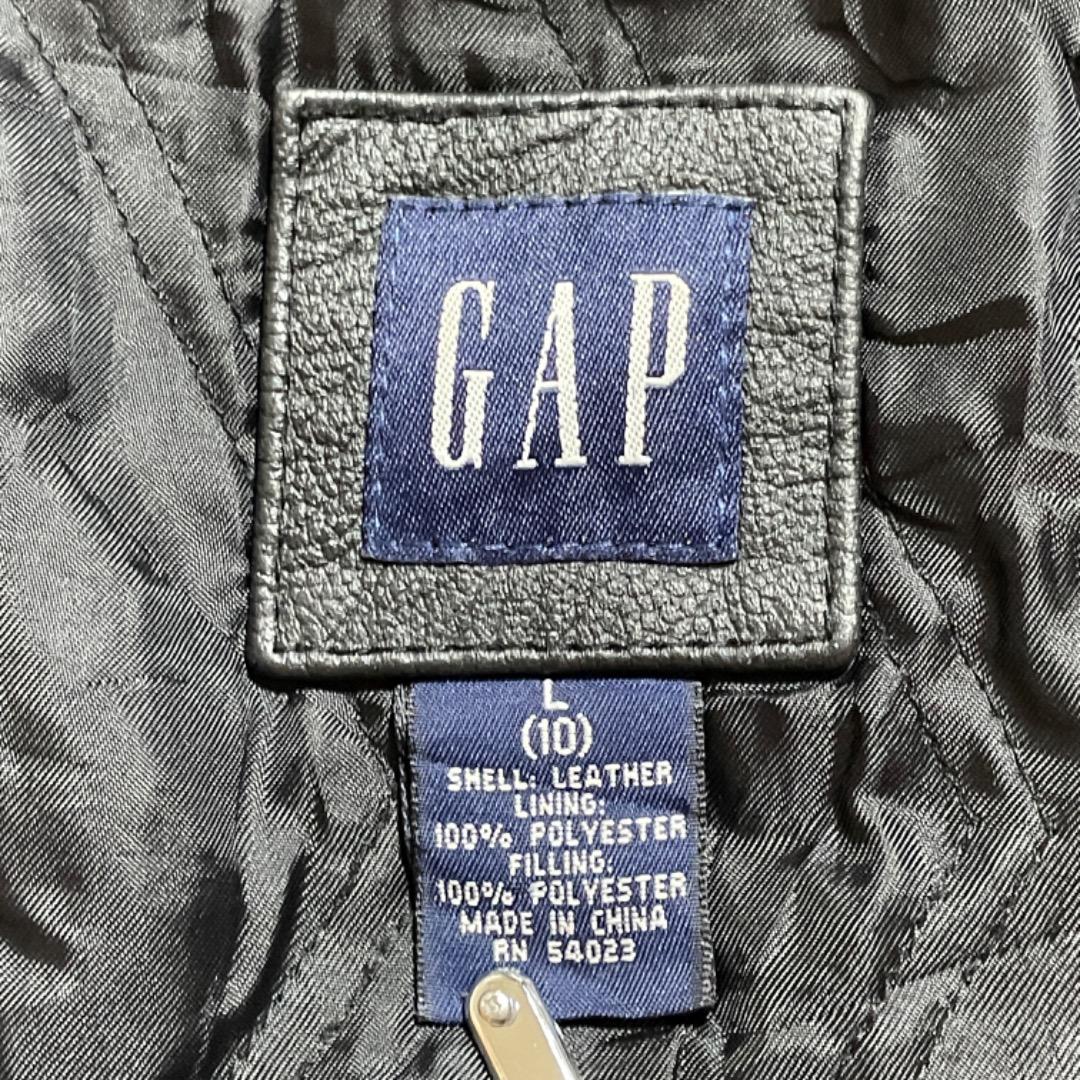 GAP
L
(10)
SHELL: LEATHER
LINING:
100% POLYESTER
FILLING:
100% POLYESTER
MADE IN CHINA
RN 54023